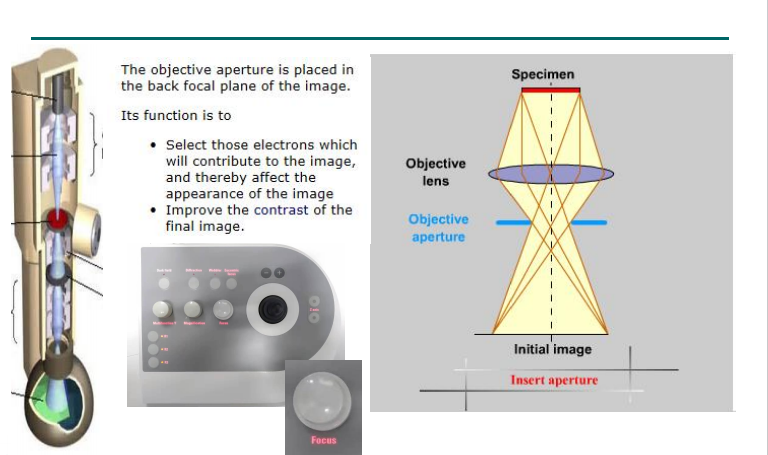 The objective aperture is placed in
the back focal plane of the image.
Its function is to
• Select those electrons which
will contribute to the image,
and thereby affect the
appearance of the image
• Improve the contrast of the
final image.
Focus
Specimen
Objective
lens
Objective
aperture
Initial image
Insert aperture